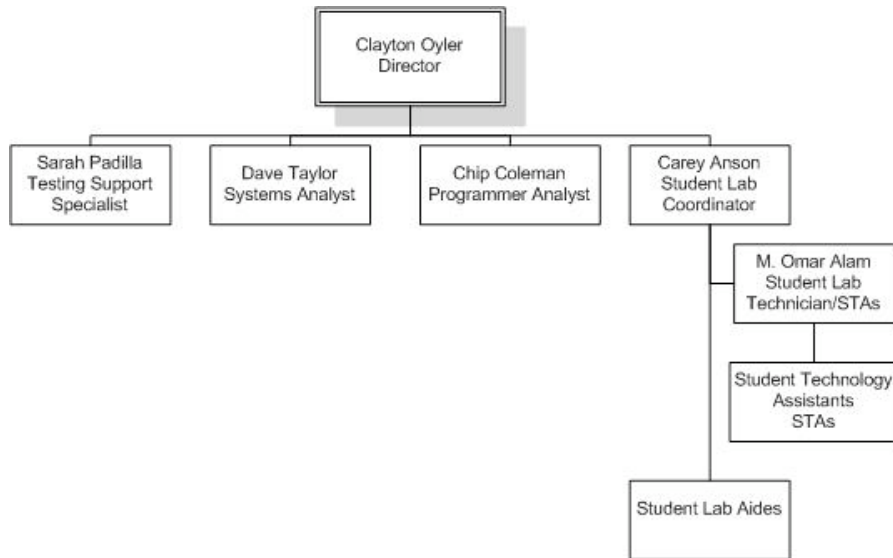 Clayton Oyler
Director
Sarah Padilla
Testing Support
Specialist
Dave Taylor
Systems Analyst
Chip Coleman
Programmer Analyst
Carey Anson
Student Lab
Coordinator
M. Omar Alam
Student Lab
Technician/STAs
Student Technology
Assistants
STAs
Student Lab Aides